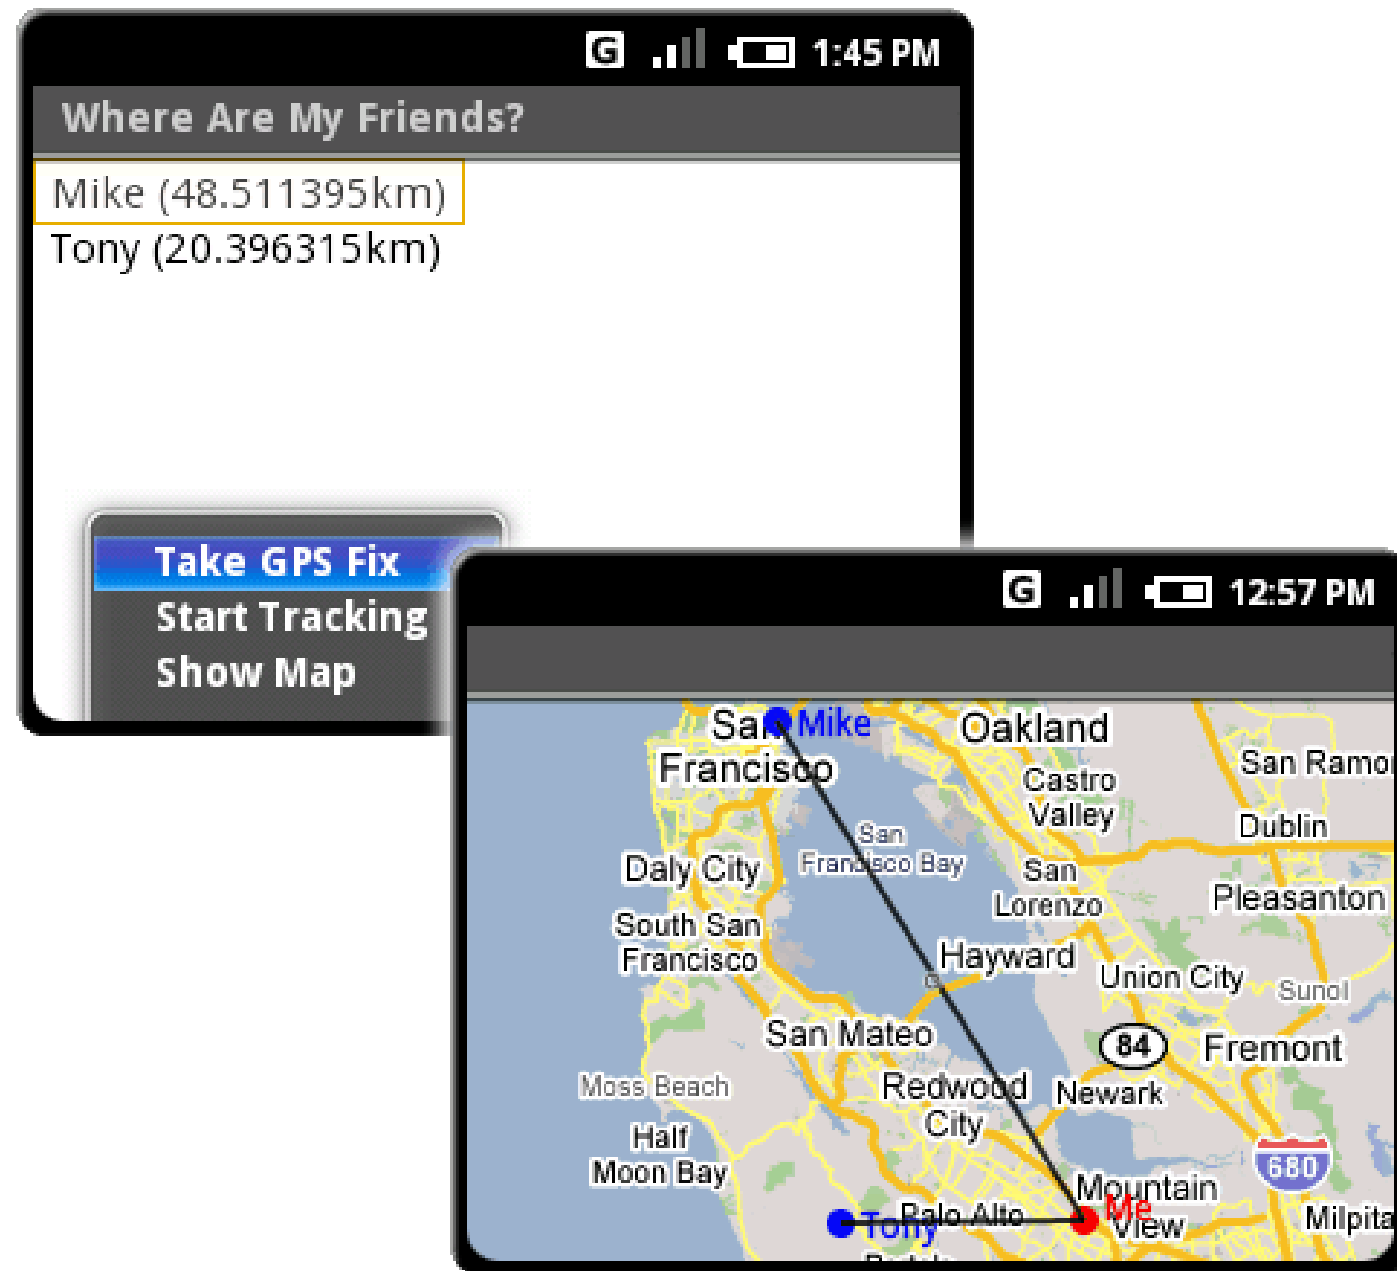 G 1:45 PM
Where Are My Friends?
Mike (48.511395km)
Tony (20.396315km)
Take GPS Fix
Start Tracking
Show Map
G 12:57 PM
San
Francisco
Mike
Oakland
Castro
Valley
San Ramo
Dublin
San
Francisco Bay
Daly City
San
Lorenzo
Pleasanton
South San
Francisco
Hayward
Union City
Sunol
San Mateo
84
Fremont
Moss Beach
Redwood
City
Newark
Half
Moon Bay
680
Mountain
View
Me
Palo Alto
Tony
Milpita